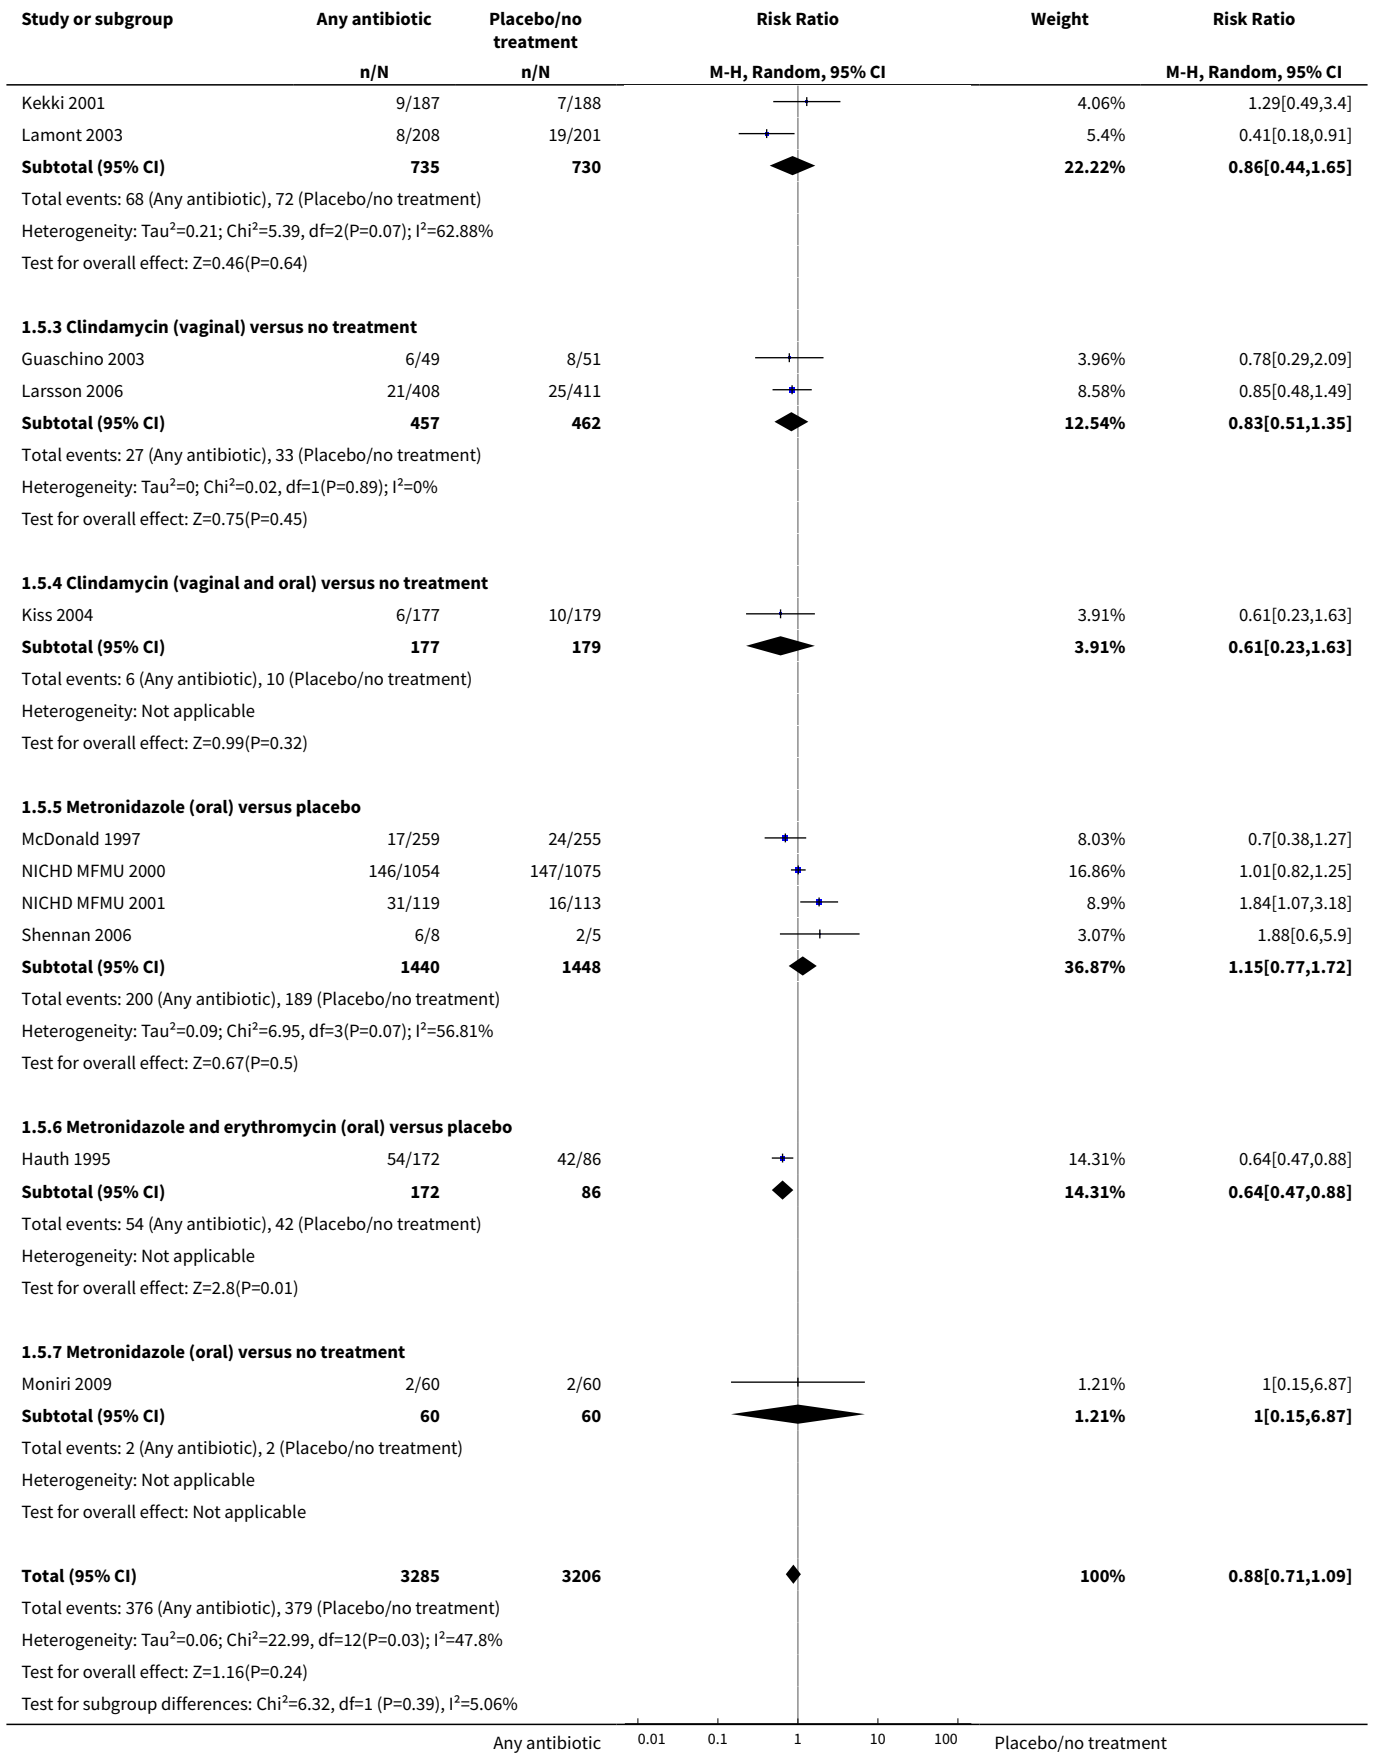 Study or subgroup Any antibiotic Placebo/no treatment Risk Ratio Weight Risk Ratio
n/N n/N M-H, Random, 95% CI M-H, Random, 95% CI
Kekki 2001 9/187 7/188 4.06% 1.29[0.49,3.4]
Lamont 2003 8/208 19/201 5.4% 0.41[0.18,0.91]
Subtotal (95% CI) 735 730 22.22% 0.86[0.44,1.65]
Total events: 68 (Any antibiotic), 72 (Placebo/no treatment)
Heterogeneity: Tau²=0.21; Chi²=5.39, df=2(P=0.07); I²=62.88%
Test for overall effect: Z=0.46(P=0.64)
1.5.3 Clindamycin (vaginal) versus no treatment
Guaschino 2003 6/49 8/51 3.96% 0.78[0.29,2.09]
Larsson 2006 21/408 25/411 8.58% 0.85[0.48,1.49]
Subtotal (95% CI) 457 462 12.54% 0.83[0.51,1.35]
Total events: 27 (Any antibiotic), 33 (Placebo/no treatment)
Heterogeneity: Tau²=0; Chi²=0.02, df=1(P=0.89); I²=0%
Test for overall effect: Z=0.75(P=0.45)
1.5.4 Clindamycin (vaginal and oral) versus no treatment
Kiss 2004 6/177 10/179 3.91% 0.61[0.23,1.63]
Subtotal (95% CI) 177 179 3.91% 0.61[0.23,1.63]
Total events: 6 (Any antibiotic), 10 (Placebo/no treatment)
Heterogeneity: Not applicable
Test for overall effect: Z=0.99(P=0.32)
1.5.5 Metronidazole (oral) versus placebo
McDonald 1997 17/259 24/255 8.03% 0.7[0.38,1.27]
NICHD MFMU 2000 146/1054 147/1075 16.86% 1.01[0.82,1.25]
NICHD MFMU 2001 31/119 16/113 8.9% 1.84[1.07,3.18]
Shennan 2006 6/8 2/5 3.07% 1.88[0.6,5.9]
Subtotal (95% CI) 1440 1448 36.87% 1.15[0.77,1.72]
Total events: 200 (Any antibiotic), 189 (Placebo/no treatment)
Heterogeneity: Tau²=0.09; Chi²=6.95, df=3(P=0.07); I²=56.81%
Test for overall effect: Z=0.67(P=0.5)
1.5.6 Metronidazole and erythromycin (oral) versus placebo
Hauth 1995 54/172 42/86 14.31% 0.64[0.47,0.88]
Subtotal (95% CI) 172 86 14.31% 0.64[0.47,0.88]
Total events: 54 (Any antibiotic), 42 (Placebo/no treatment)
Heterogeneity: Not applicable
Test for overall effect: Z=2.8(P=0.01)
1.5.7 Metronidazole (oral) versus no treatment
Moniri 2009 2/60 2/60 1.21% 1[0.15,6.87]
Subtotal (95% CI) 60 60 1.21% 1[0.15,6.87]
Total events: 2 (Any antibiotic), 2 (Placebo/no treatment)
Heterogeneity: Not applicable
Test for overall effect: Not applicable
Total (95% CI) 3285 3206 100% 0.88[0.71,1.09]
Total events: 376 (Any antibiotic), 379 (Placebo/no treatment)
Heterogeneity: Tau²=0.06; Chi²=22.99, df=12(P=0.03); I²=47.8%
Test for overall effect: Z=1.16(P=0.24)
Test for subgroup differences: Chi²=6.32, df=1 (P=0.39), I²=5.06%
Any antibiotic 0.01 0.1 1 10 100 Placebo/no treatment